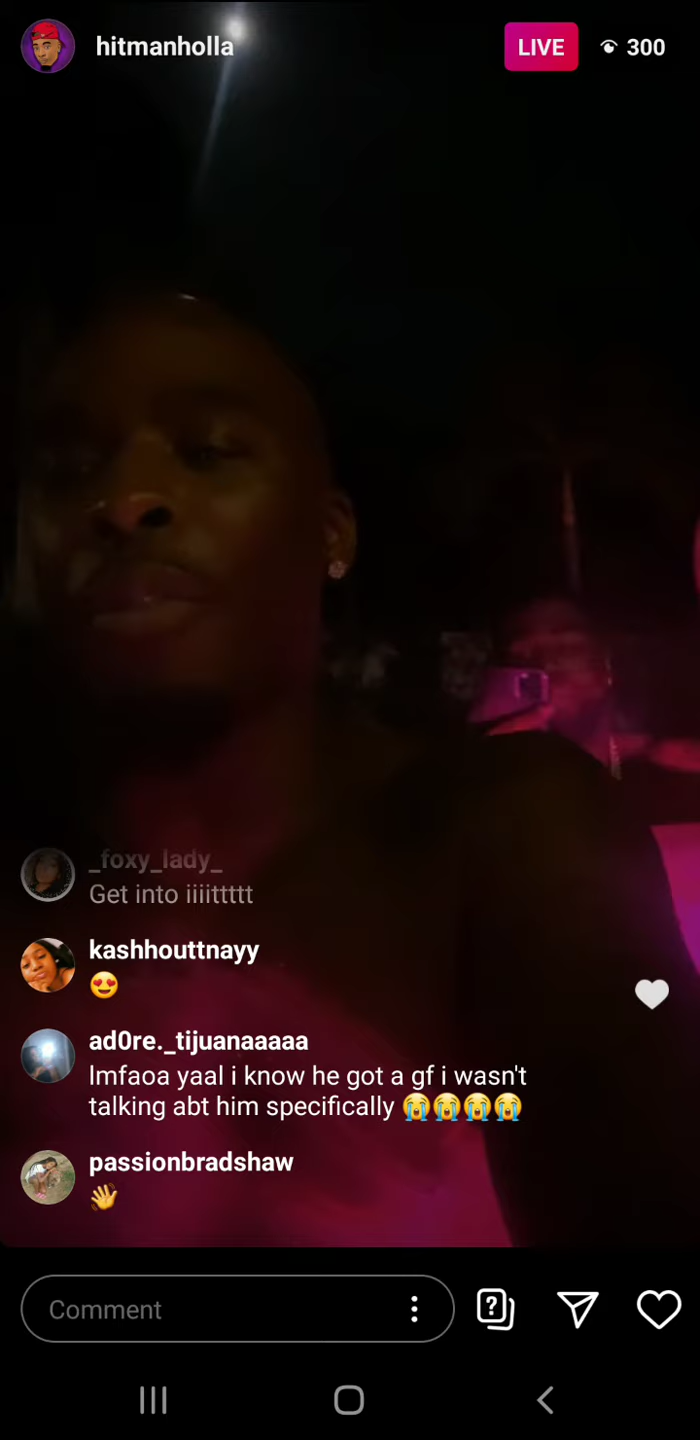 hitmanholla
LIVE
300
_foxy_lady_
Get into iiiittttt
kashhouttnayy
😍
ad0re._tijuanaaaaa
lmfaoa yaal i know he got a gf i wasn't
talking abt him specifically 😭😭😭😭
passionbradshaw
👋
Comment